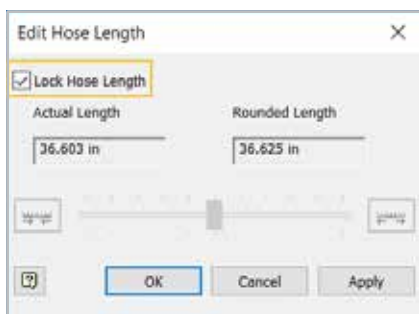 Edit Hose Length
Lock Hose Length
Actual Length Rounded Length
36.603 in 36.625 in
OK Cancel Apply